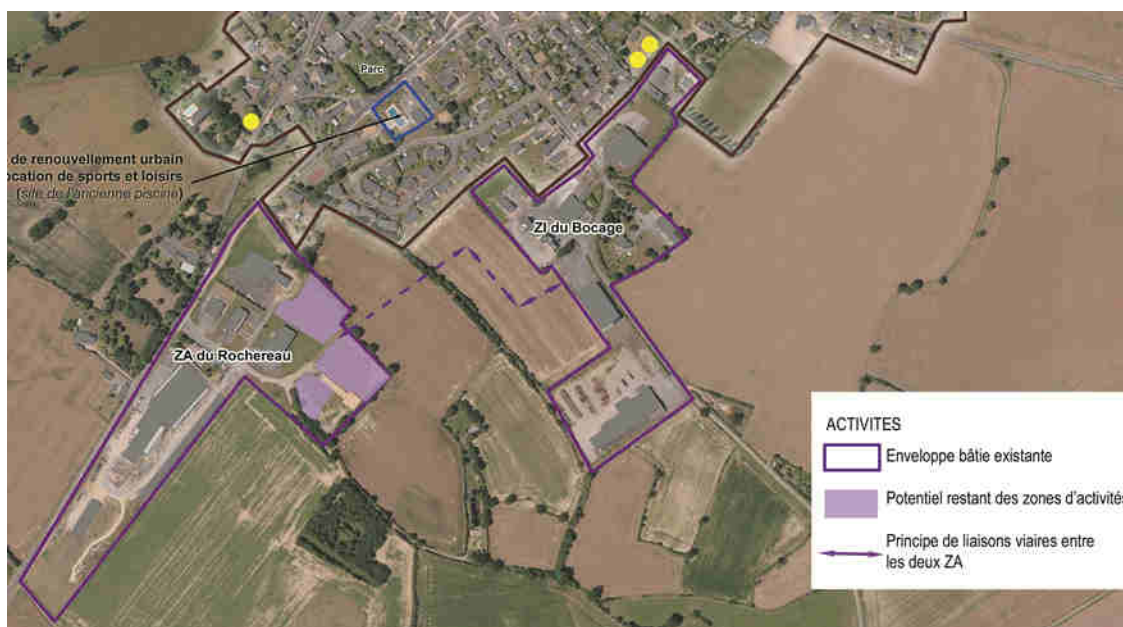 Parc
de renouvellement urbain
ocation de sports et loisirs
(site de l'ancienne piscine)
ZI du Bocage
ZA du Rochereau
ACTIVITES
Enveloppe bâtie existante
Potentiel restant des zones d'activités
Principe de liaisons viaires entre
les deux ZA